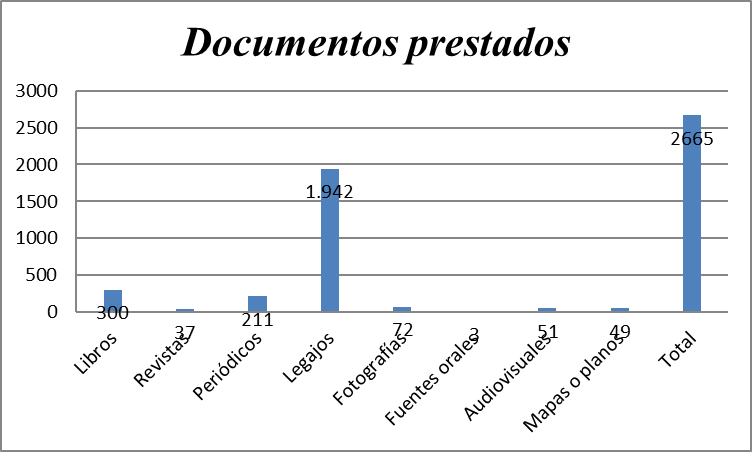 Documentos prestados
3000
2500
2000
1500
1000
500
0
300
37
211
1.942
72
3
51
49
2665
Libros
Revistas
Periódicos
Legajos
Fotografías
Fuentes orales
Audiovisuales
Mapas o planos
Total